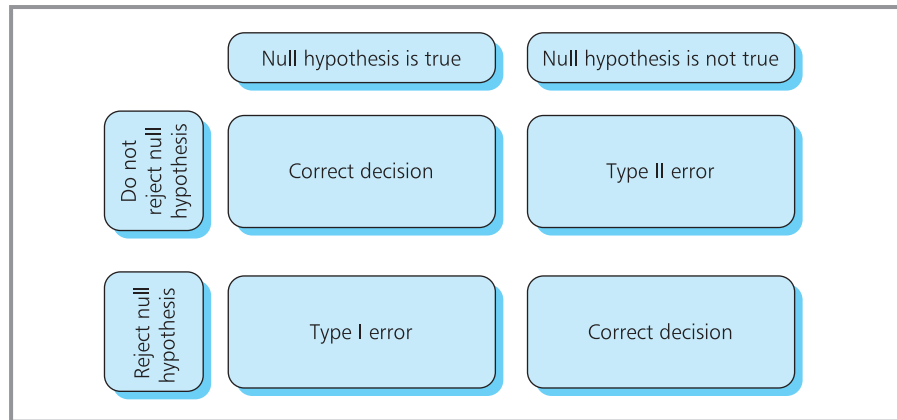 Null hypothesis is true
Null hypothesis is not true
Do not
reject null
hypothesis
Correct decision
Type II error
Reject null
hypothesis
Type I error
Correct decision